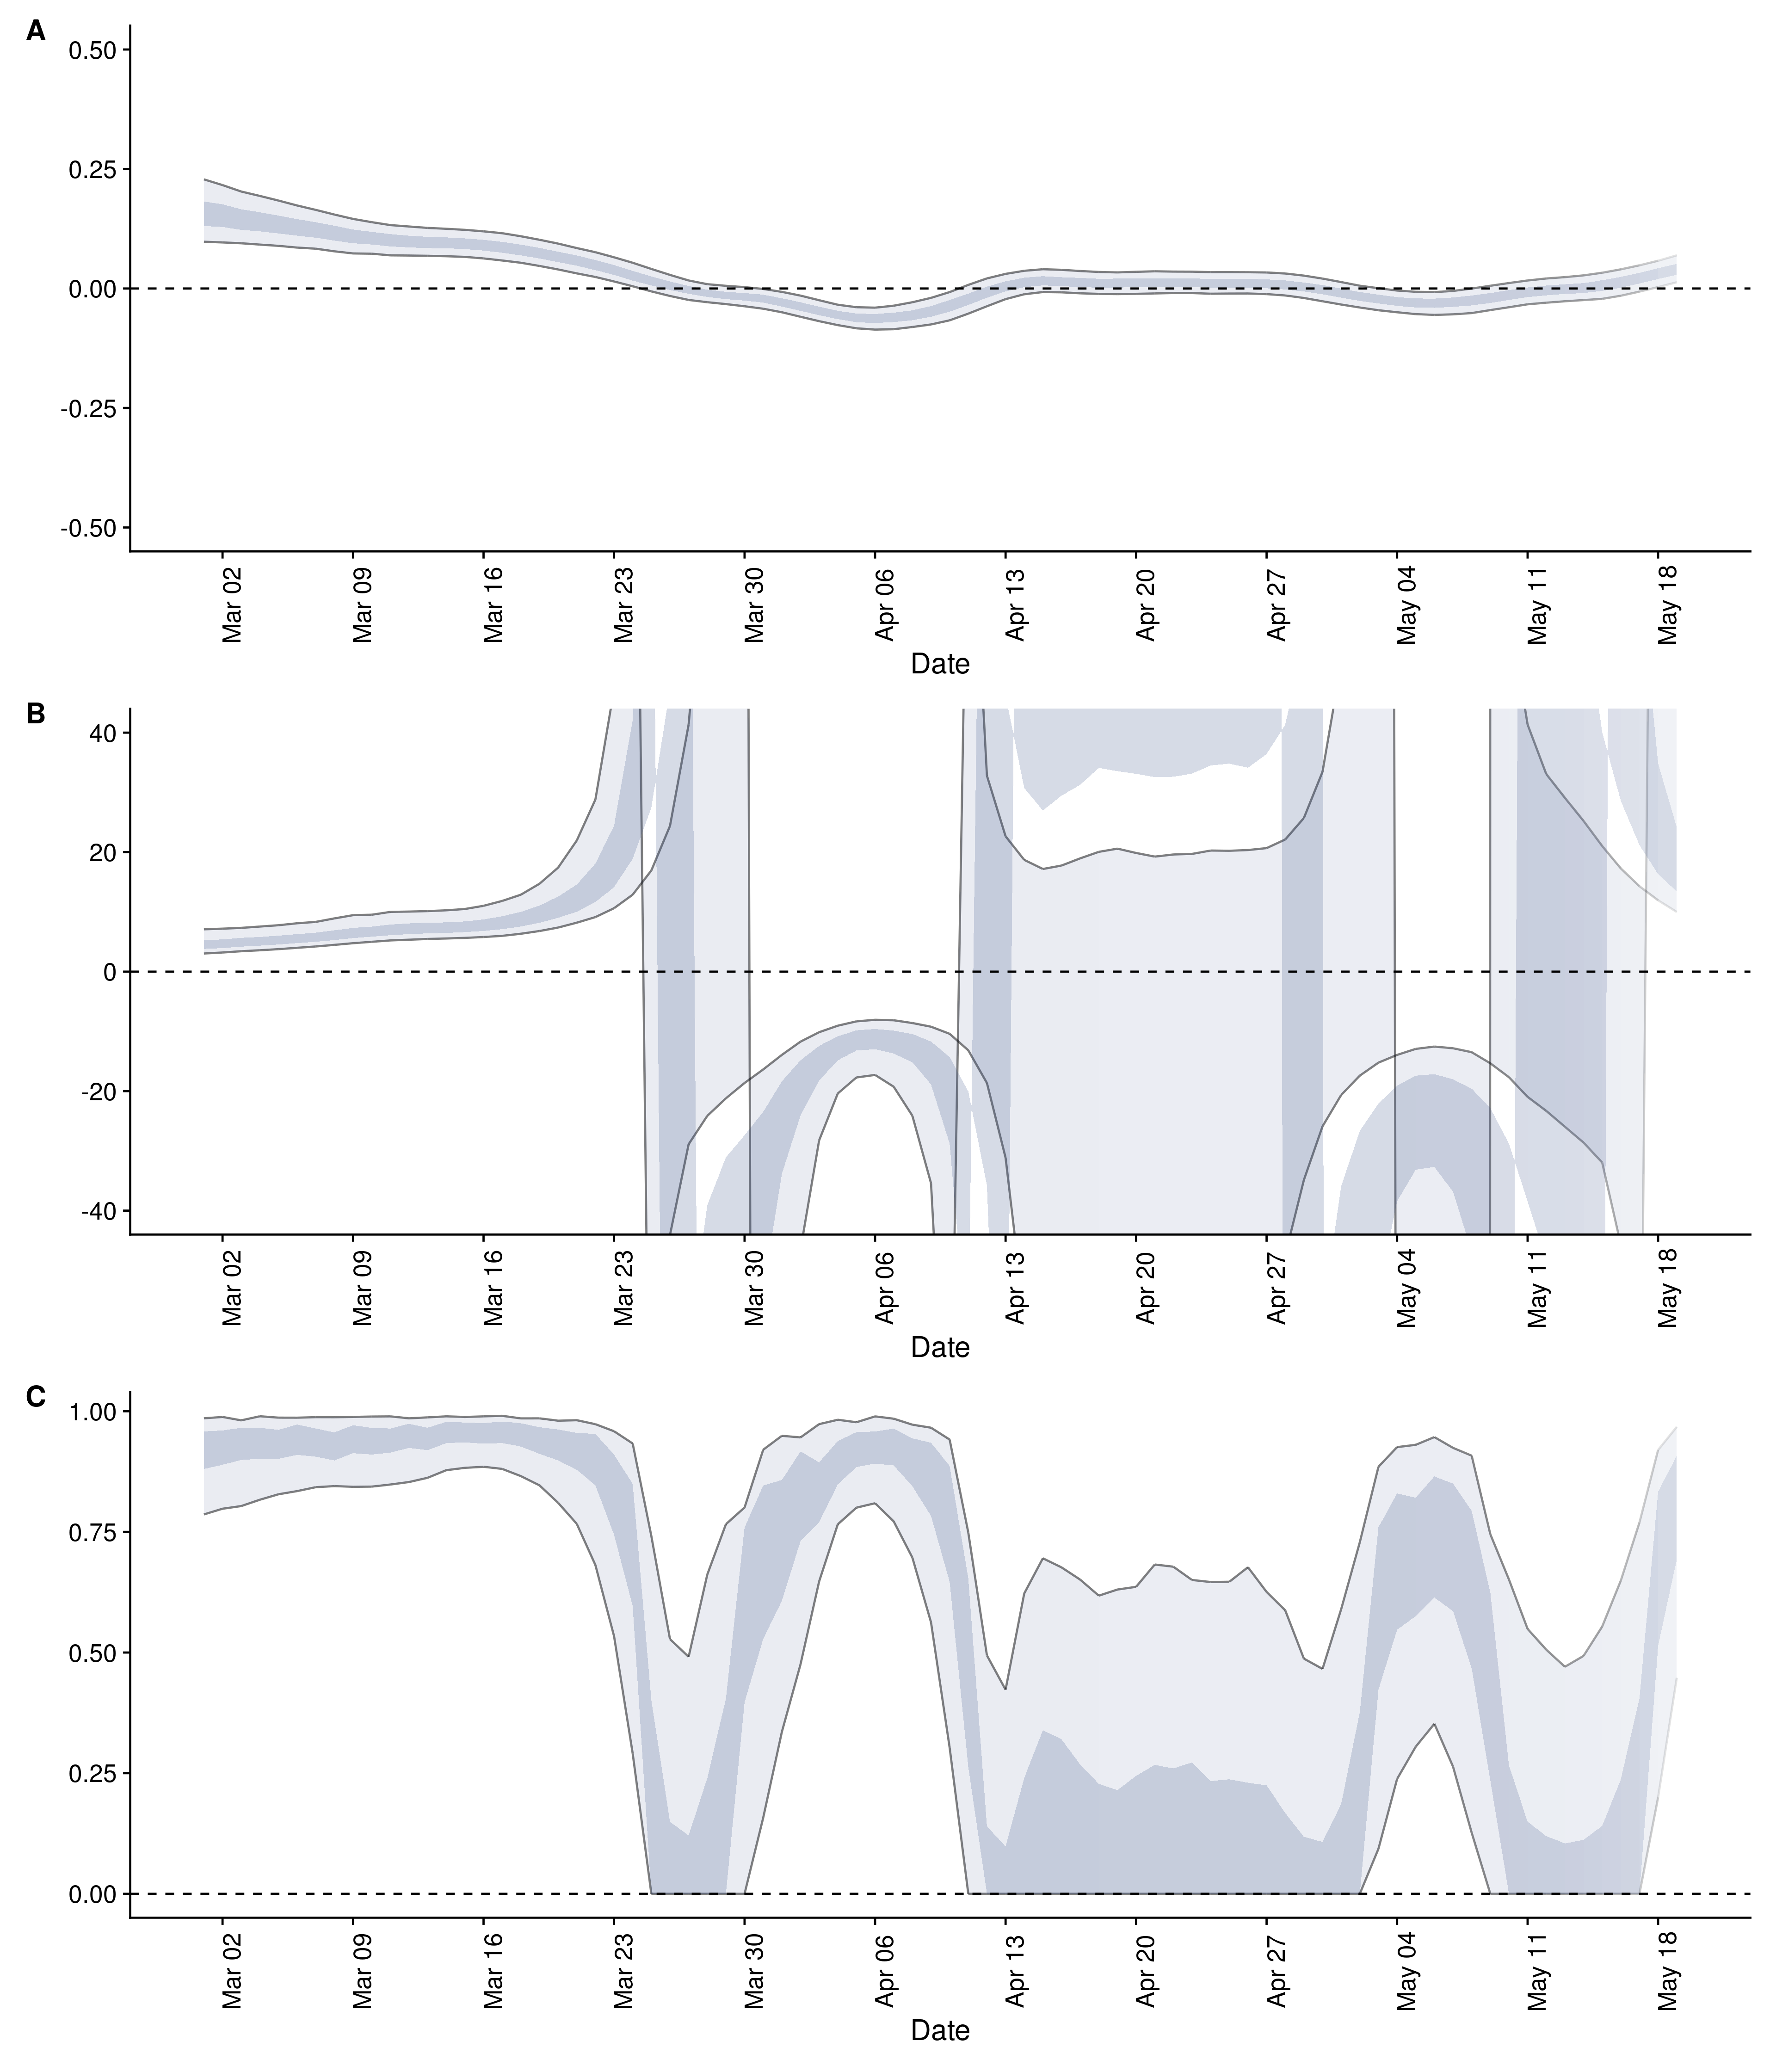 A
0.50
0.25
0.00
-0.25
-0.50
Mar 02
Mar 09
Mar 16
Mar 23
Mar 30
Apr 06
Apr 13
Apr 20
Apr 27
May 04
May 11
May 18
Date
B
40
20
0
-20
-40
Mar 02
Mar 09
Mar 16
Mar 23
Mar 30
Apr 06
Apr 13
Apr 20
Apr 27
May 04
May 11
May 18
Date
C
1.00
0.75
0.50
0.25
0.00
Mar 02
Mar 09
Mar 16
Mar 23
Mar 30
Apr 06
Apr 13
Apr 20
Apr 27
May 04
May 11
May 18
Date